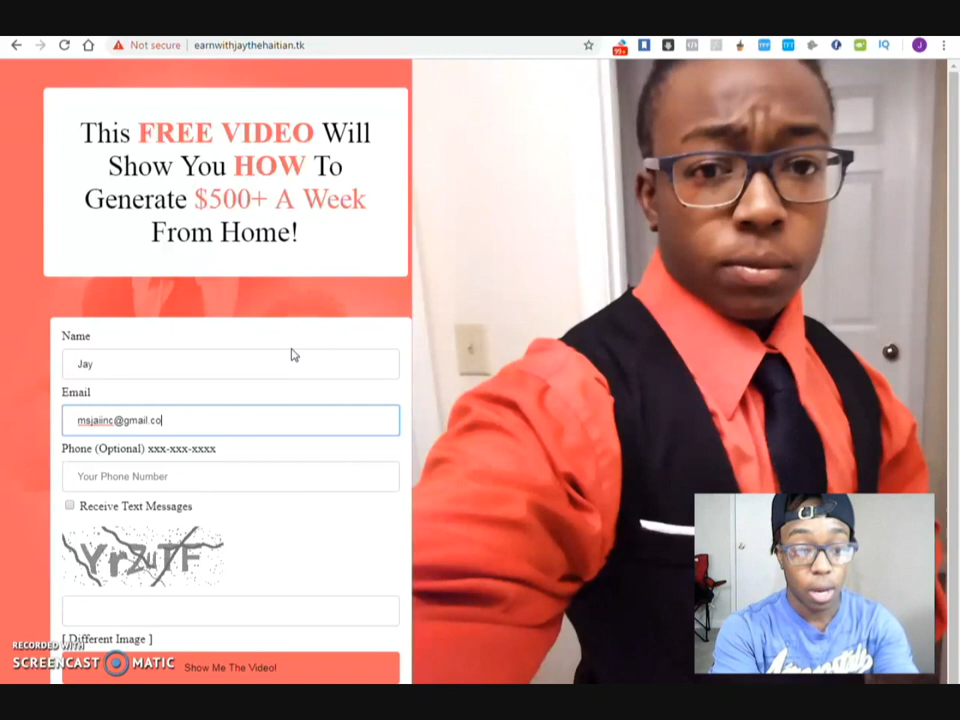 Not secure
earnwithjaythehaitian.tk
99+
IQ
J
This FREE VIDEO Will
Show You HOW To
Generate $500+ A Week
From Home!
Name
Jay
Email
msjaiinc@gmail.co
Phone (Optional) xxx-xxx-xxxx
Your Phone Number
Receive Text Messages
[ Different Image ]
Show Me The Video!
RECORDED WITH
SCREENCAST MATIC